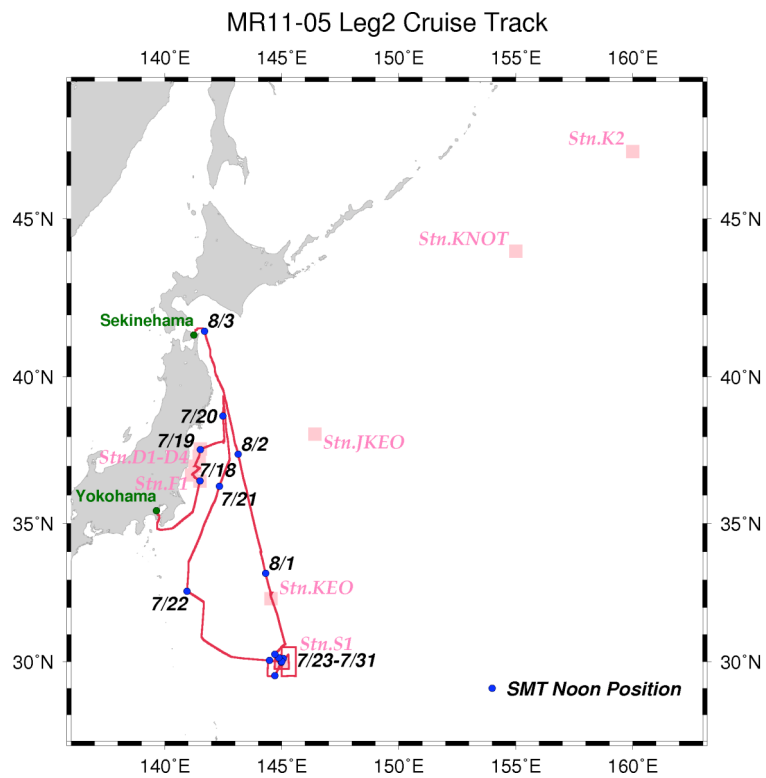 MR11-05 Leg2 Cruise Track
140˚E 145˚E 150˚E 155˚E 160˚E
Stn.K2
45˚N 45˚N
Stn.KNOT
Sekinehama 8/3
40˚N 40˚N
7/20
7/19 8/2 Stn.JKEO
Stn.D1-D4 7/18
Stn.F1
Yokohama 7/21
35˚N 35˚N
8/1
Stn.KEO
7/22
Stn.S1
30˚N 7/23-7/31 30˚N
SMT Noon Position
140˚E 145˚E 150˚E 155˚E 160˚E